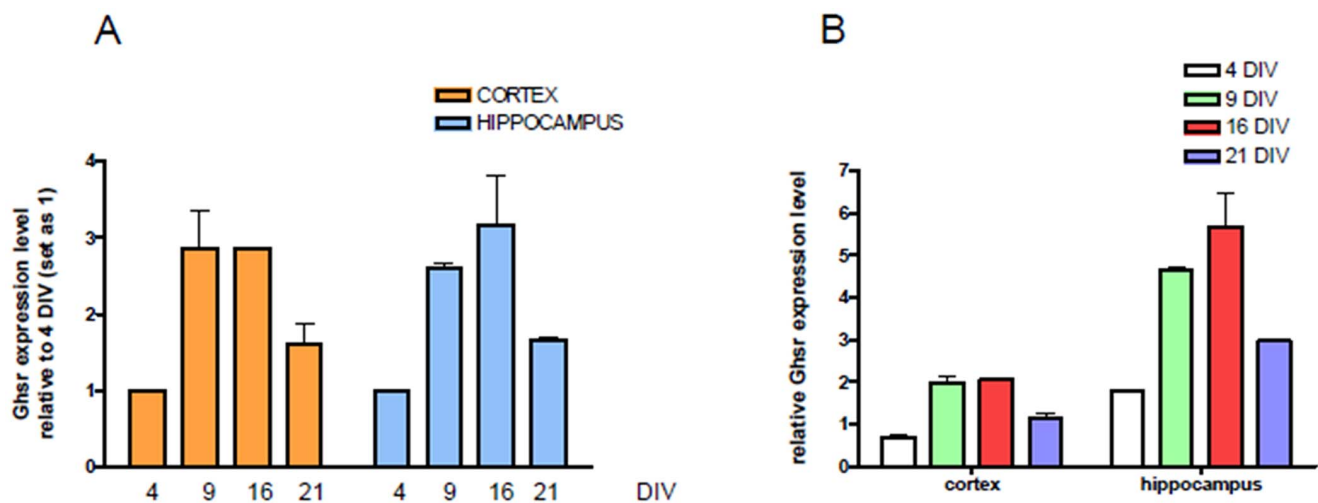 A
CORTEX
HIPPOCAMPUS
Ghsr expression level
relative to 4 DIV (set as 1)
4
3
2
1
0
4 9 16 21 4 9 16 21 DIV
B
4 DIV
9 DIV
16 DIV
21 DIV
relative Ghsr expression level
7
6
5
4
3
2
1
0
cortex hippocampus